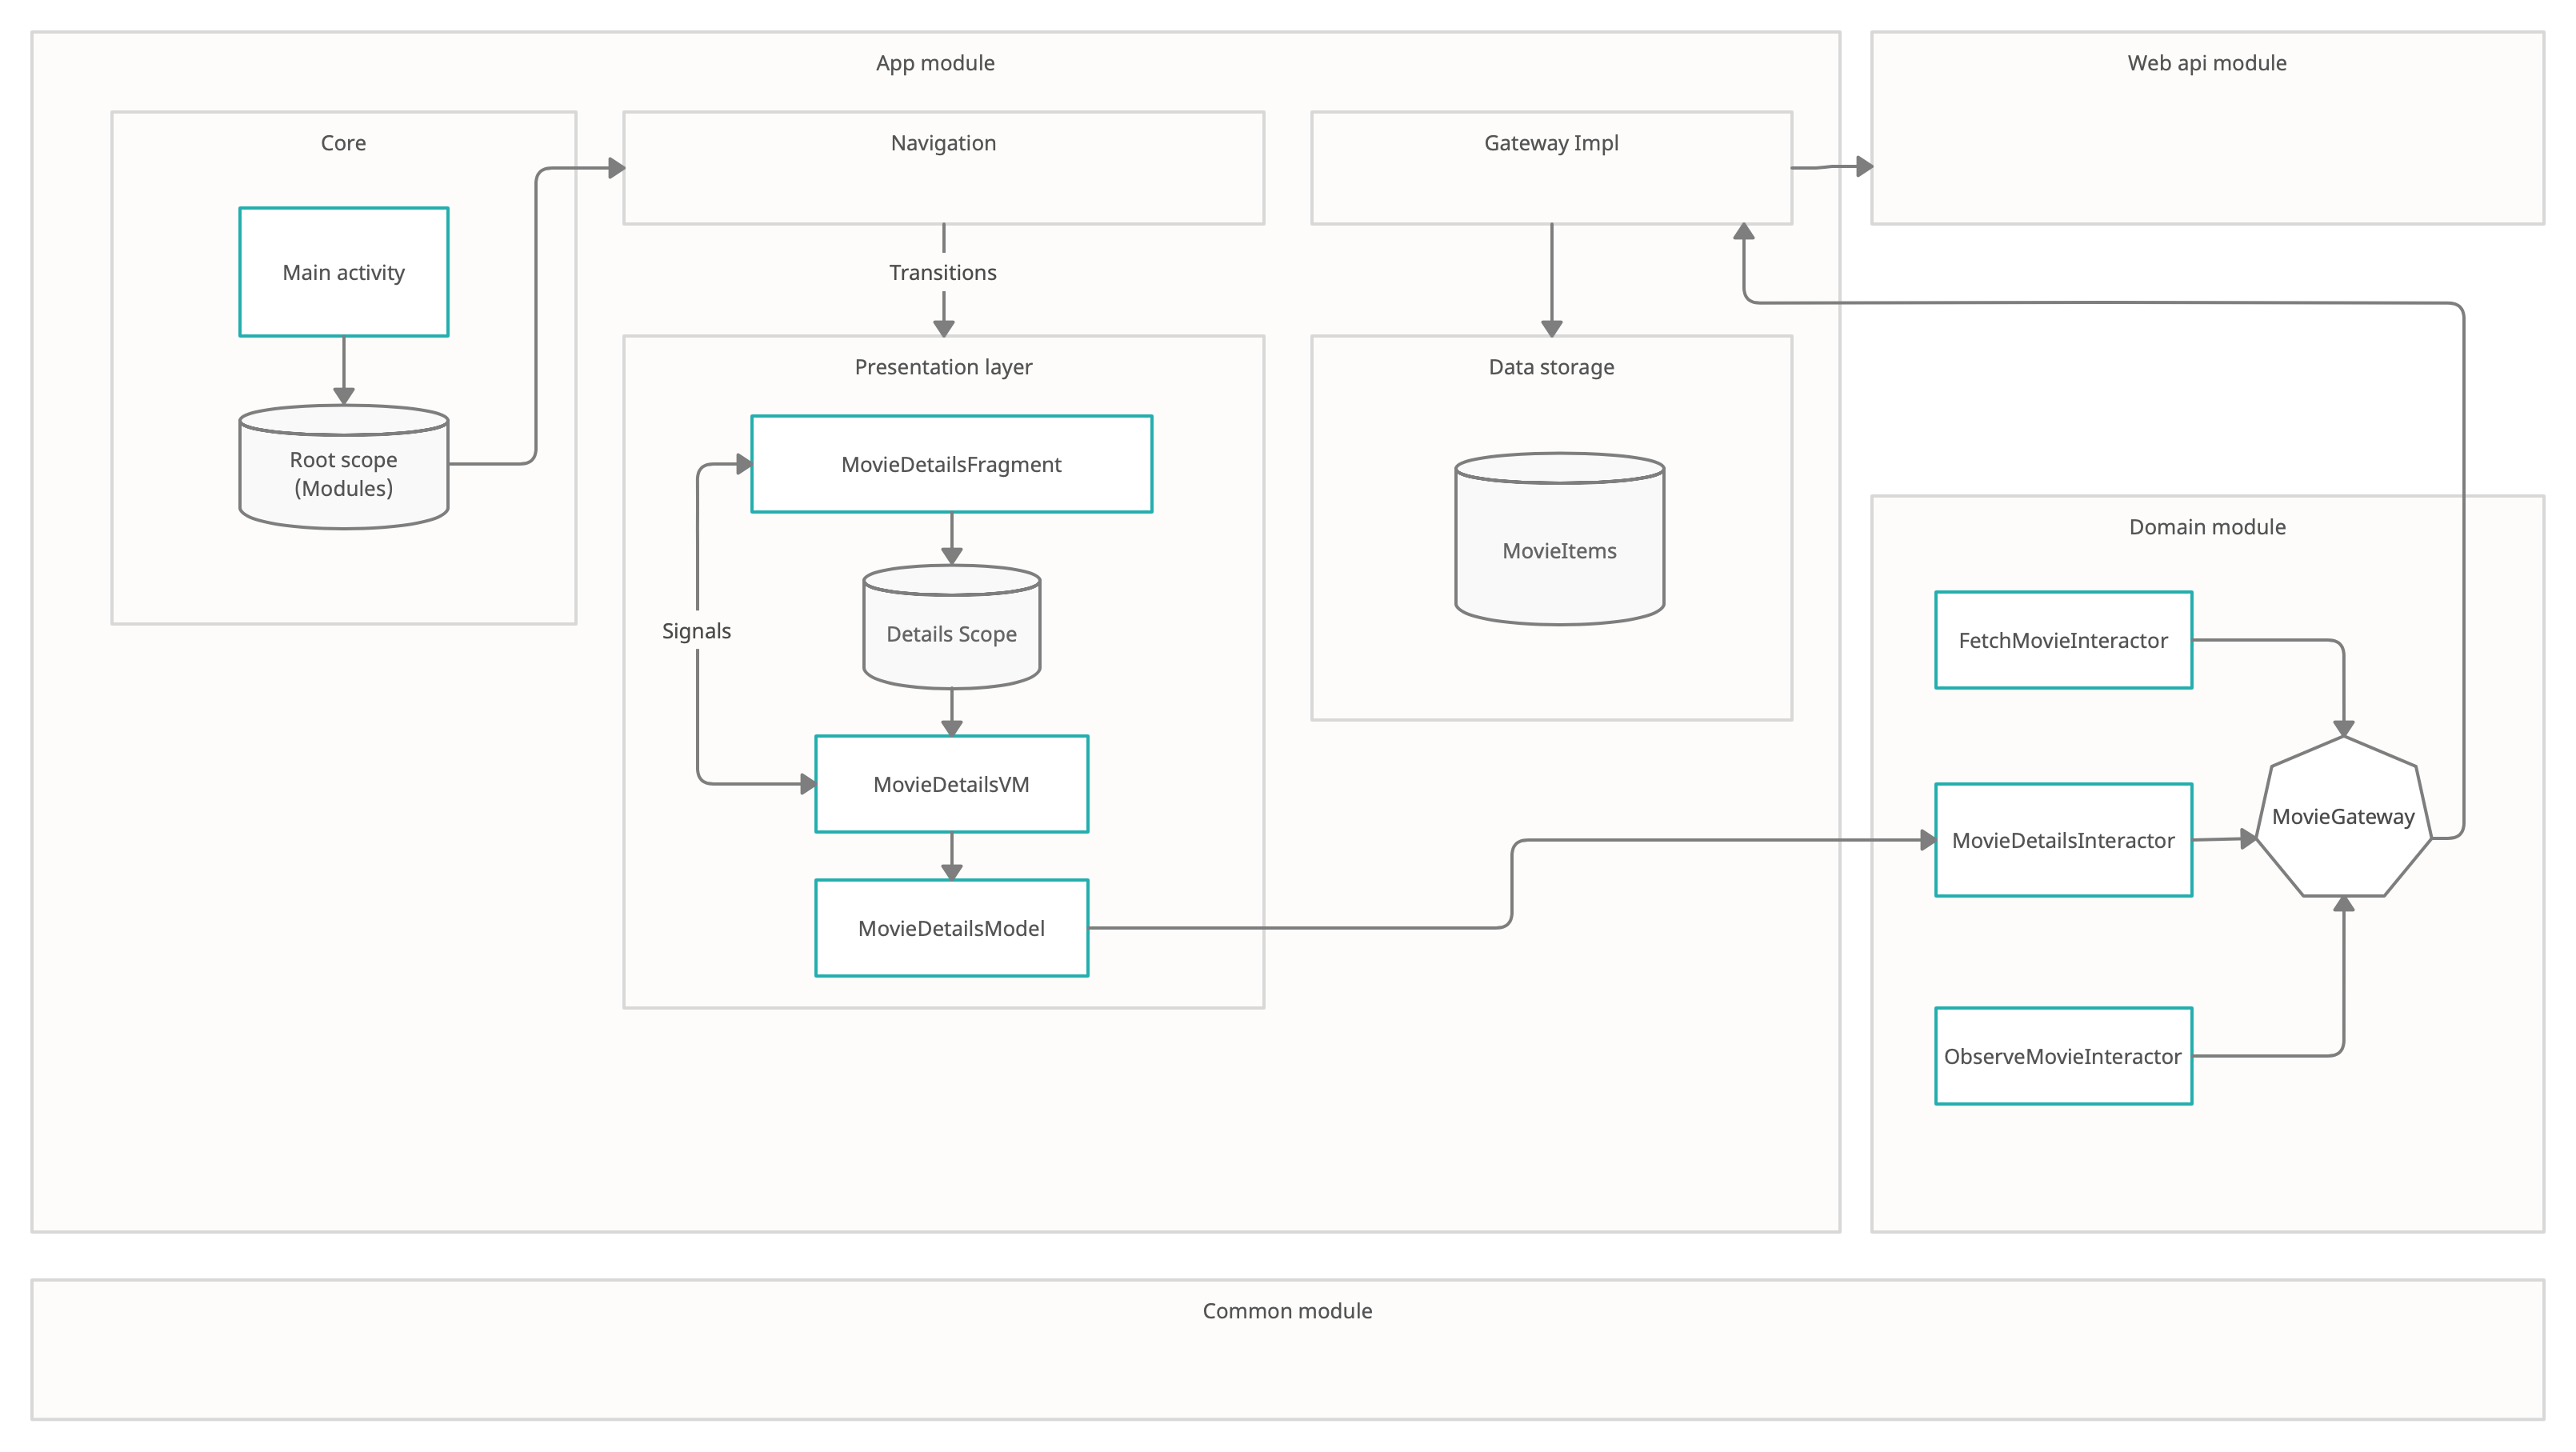 App module
Web api module
Core
Navigation
Gateway Impl
Main activity
Transitions
Presentation layer
Data storage
Root scope
(Modules)
MovieDetailsFragment
MovieItems
Domain module
Signals
Details Scope
FetchMovieInteractor
MovieDetailsVM
MovieGateway
MovieDetailsInteractor
MovieDetailsModel
ObserveMovieInteractor
Common module